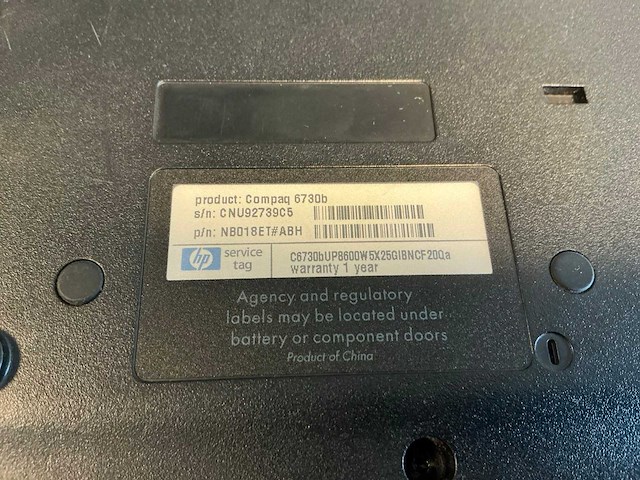 product: Compaq 6730b
s/n: CNU92739C5
p/n: NB018ET#ABH
hp service tag
C6730bUP8600W5X25GIBNCF20Qa
warranty 1 year
Agency and regulatory
labels may be located under
battery or component doors
Product of China